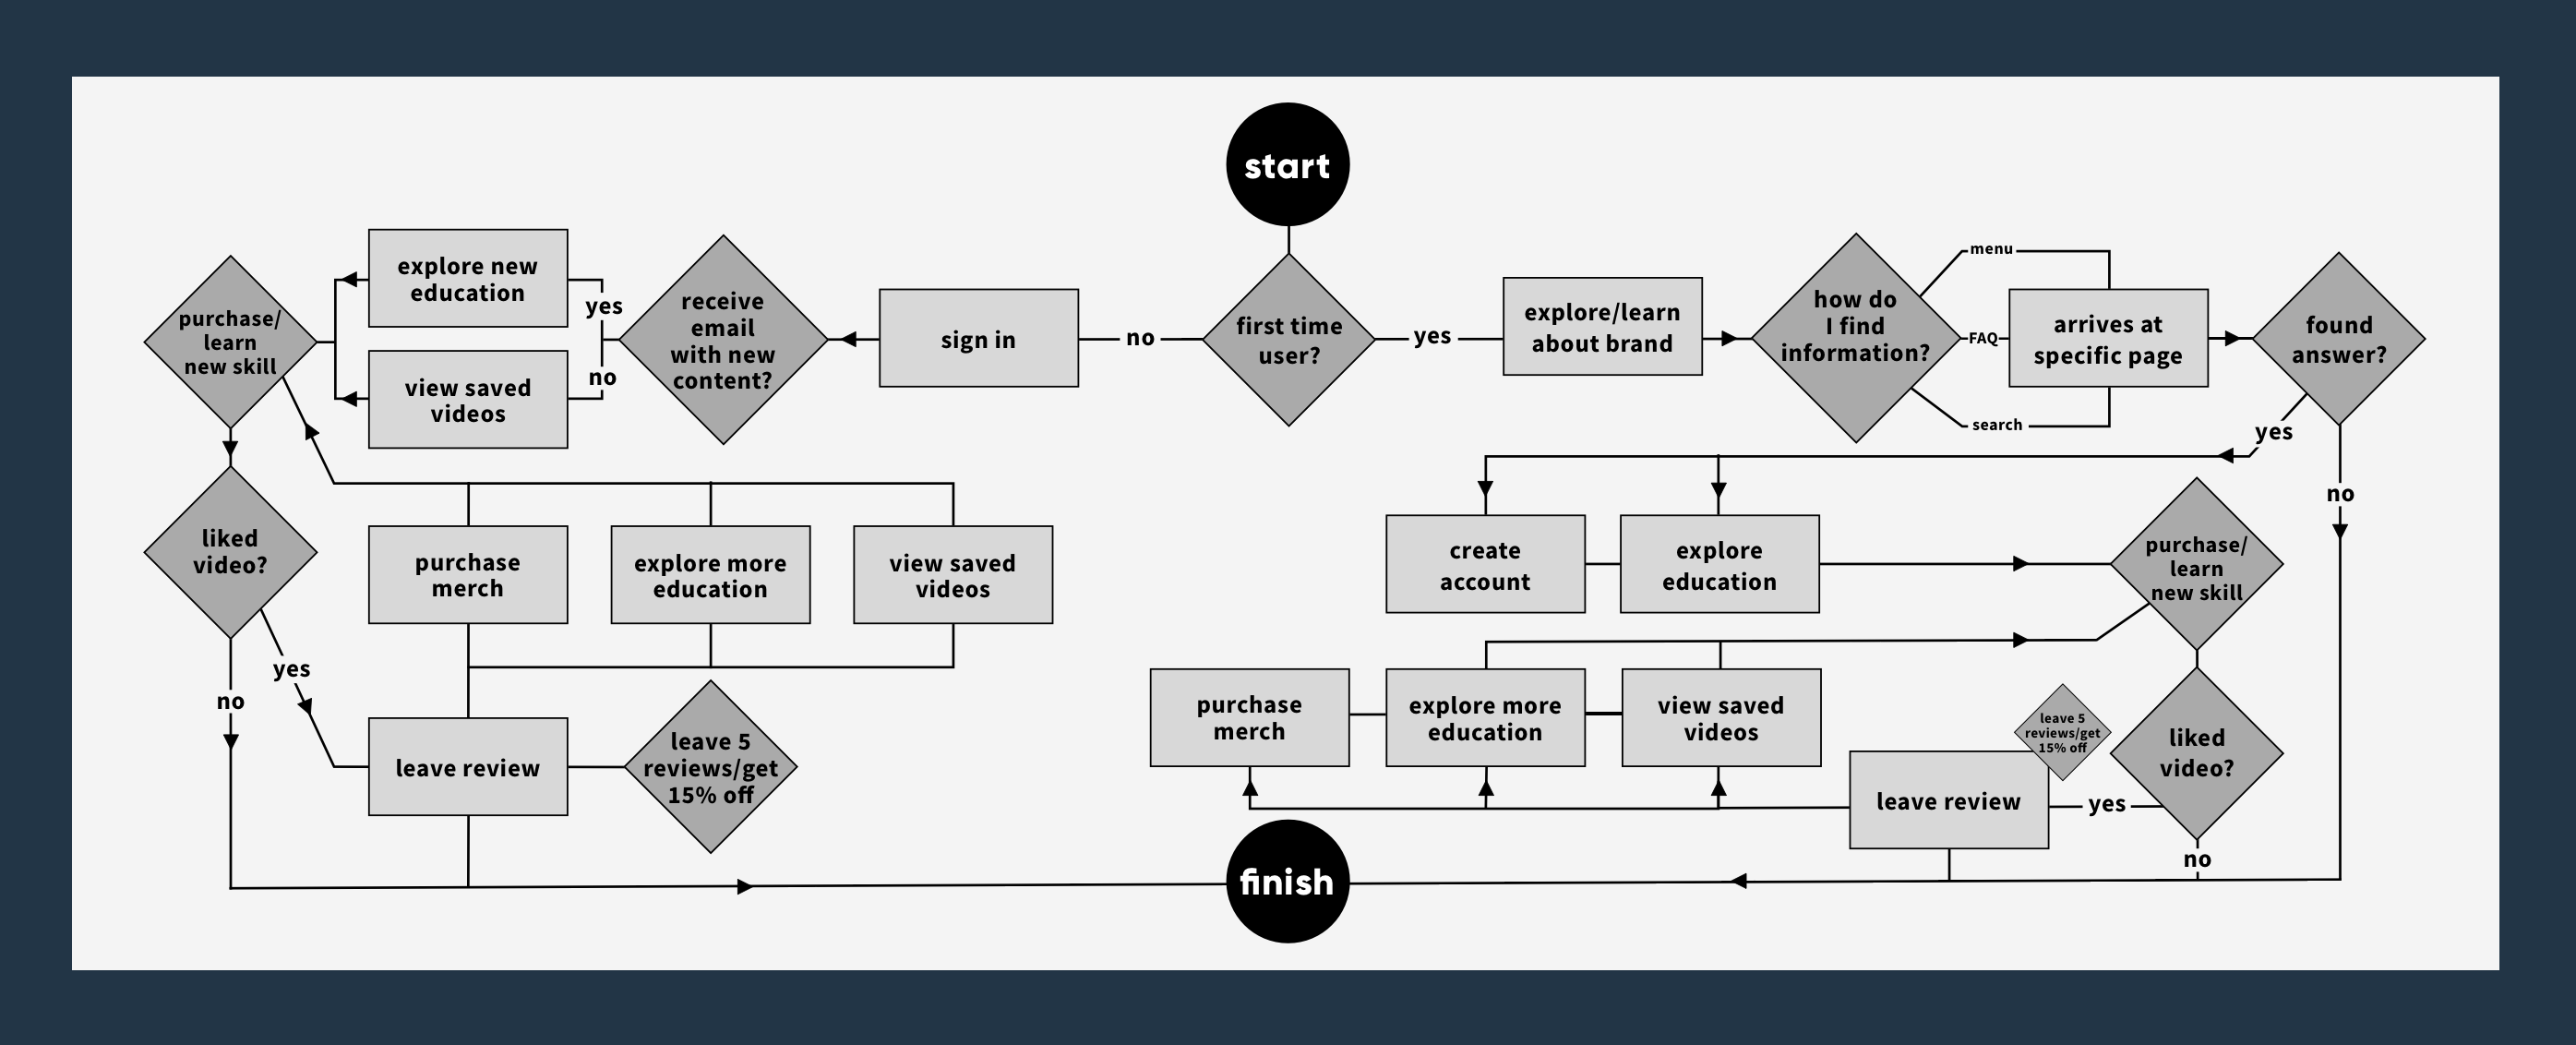 start
explore new
education
yes
no
view saved
videos
purchase/
learn
new skill
receive
email
with new
content?
sign in
no
first time
user?
yes
explore/learn
about brand
how do
I find
information?
menu
FAQ
search
arrives at
specific page
found
answer?
yes
no
liked
video?
yes
no
purchase
merch
explore more
education
view saved
videos
leave review
leave 5
reviews/get
15% off
create
account
explore
education
purchase/
learn
new skill
purchase
merch
explore more
education
view saved
videos
leave 5
reviews/get
15% off
liked
video?
leave review
yes
no
finish